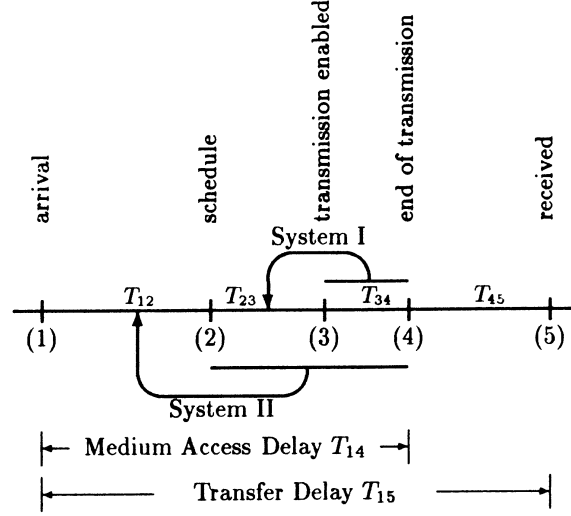 arrival
schedule
transmission enabled
end of transmission
received
System I
T₁₂ T₂₃ T₃₄ T₄₅
(1) (2) (3) (4) (5)
System II
Medium Access Delay T₁₄
Transfer Delay T₁₅